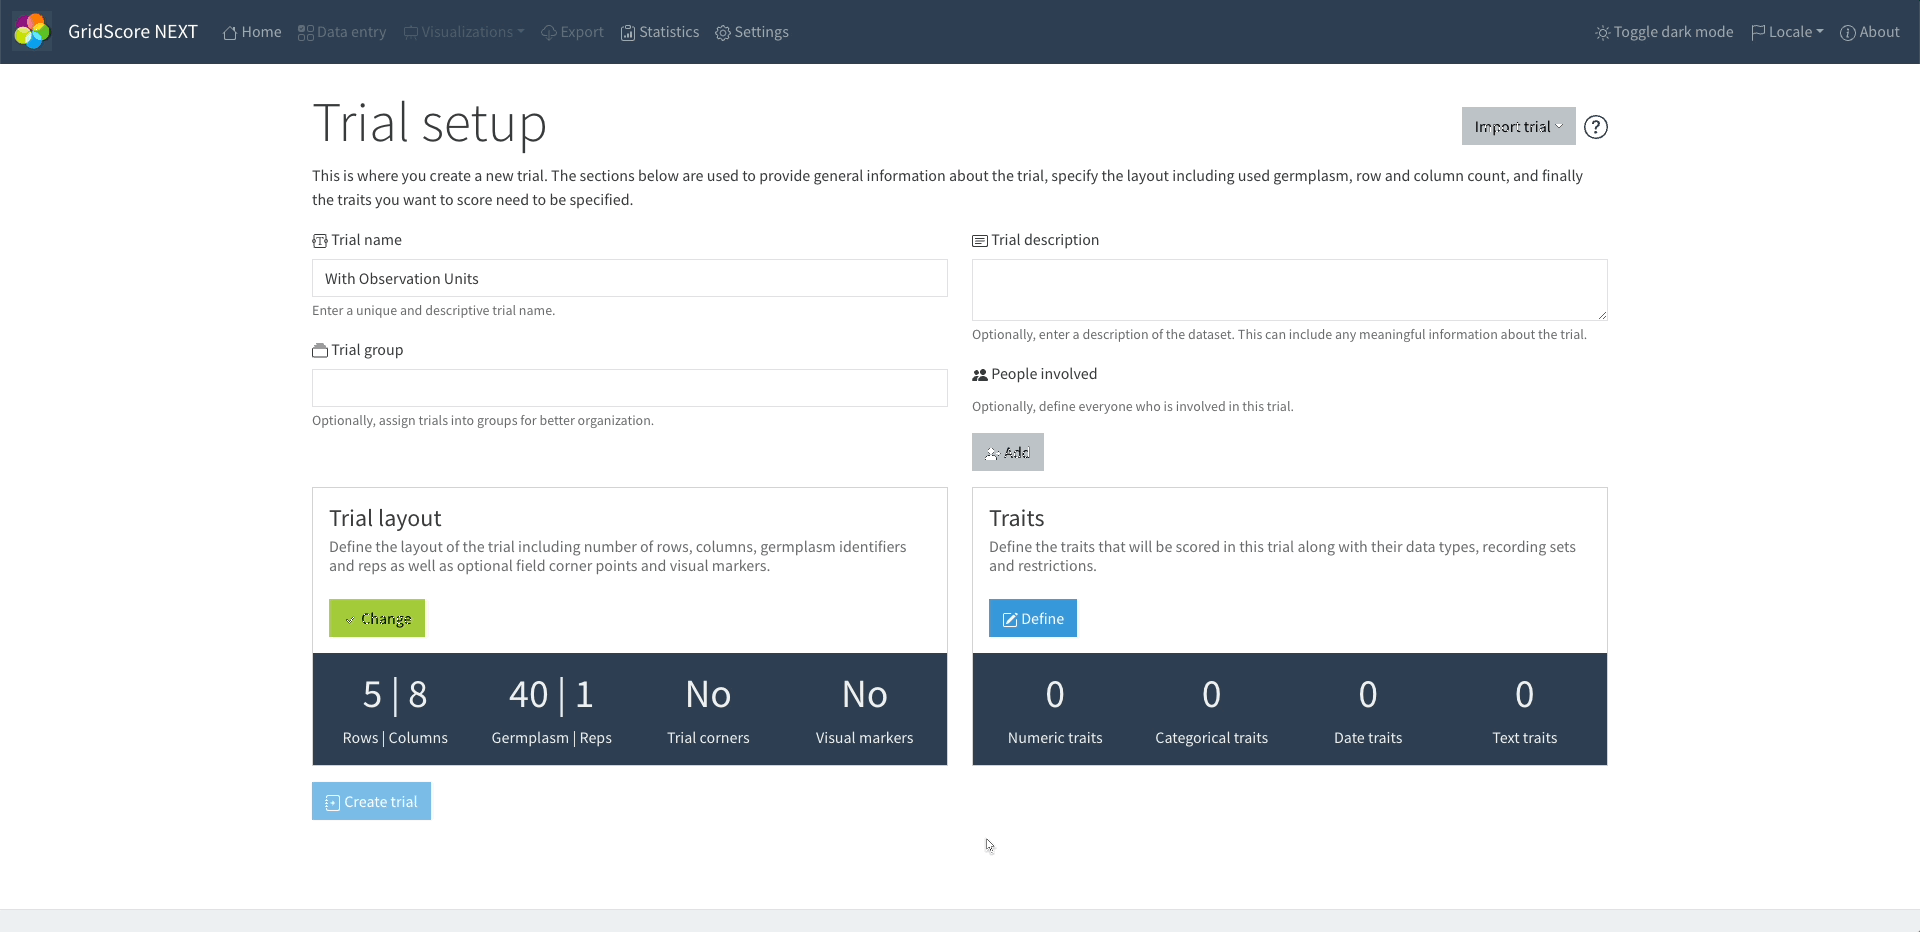 GridScore NEXT Home Data entry Visualizations Export Statistics Settings Toggle dark mode Locale About
Trial setup
Import trial
This is where you create a new trial. The sections below are used to provide general information about the trial, specify the layout including used germplasm, row and column count, and finally
the traits you want to score need to be specified.
Trial name
With Observation Units
Enter a unique and descriptive trial name.
Trial group
Optionally, assign trials into groups for better organization.
Trial description
Optionally, enter a description of the dataset. This can include any meaningful information about the trial.
People involved
Optionally, define everyone who is involved in this trial.
Add
Trial layout
Define the layout of the trial including number of rows, columns, germplasm identifiers
and reps as well as optional field corner points and visual markers.
Change
5 | 8 40 | 1 No No
Rows | Columns Germplasm | Reps Trial corners Visual markers
Traits
Define the traits that will be scored in this trial along with their data types, recording sets
and restrictions.
Define
0 0 0 0
Numeric traits Categorical traits Date traits Text traits
Create trial